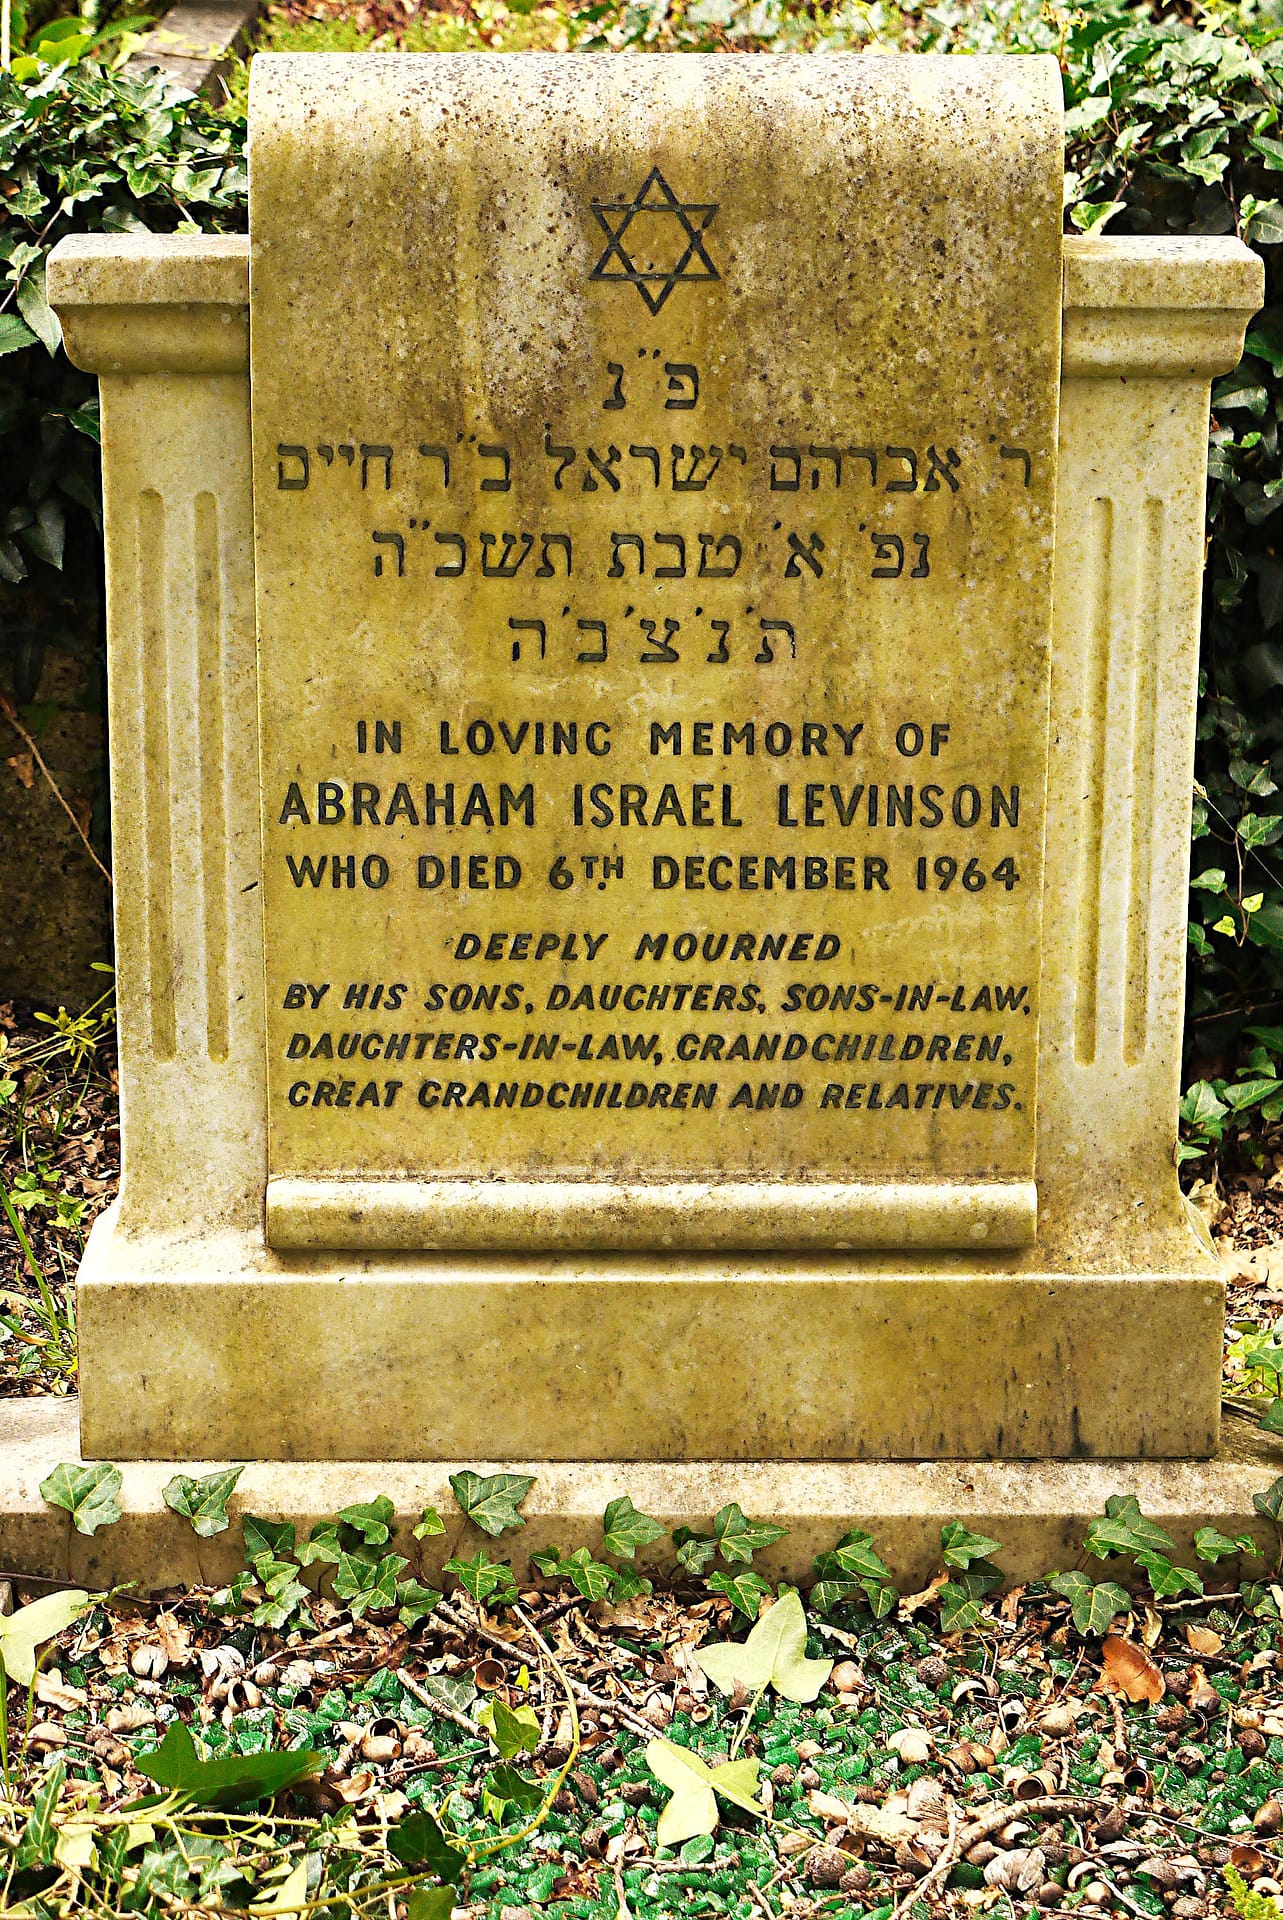 פ״נ
ר׳ אברהם ישראל ב״ר חיים
נפ׳ א׳ טבת תשכ״ה
ת׳נ׳צ׳ב׳ה
IN LOVING MEMORY OF
ABRAHAM ISRAEL LEVINSON
WHO DIED 6TH DECEMBER 1964
DEEPLY MOURNED
BY HIS SONS, DAUGHTERS, SONS-IN-LAW,
DAUGHTERS-IN-LAW, GRANDCHILDREN,
GREAT GRANDCHILDREN AND RELATIVES.